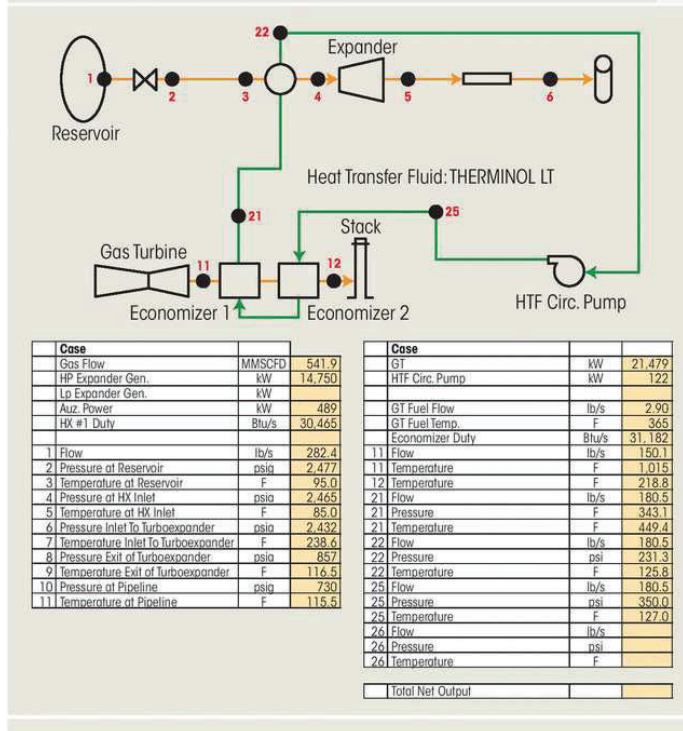 22
Expander
1
2
3
4
5
6
Reservoir
Heat Transfer Fluid: THERMINOL LT
21
25
Stack
Gas Turbine
11
12
Economizer 1
Economizer 2
HTF Circ. Pump
Case
Gas Flow MMSCFD 541.9
HP Expander Gen. kW 14,750
Lp Expander Gen. kW
Auz. Power kW 489
HX #1 Duty Btu/s 30,465
1 Flow lb/s 282.4
2 Pressure at Reservoir psig 2,477
3 Temperature at Reservoir F 95.0
4 Pressure at HX Inlet psia 2,465
5 Temperature at HX Inlet F 85.0
6 Pressure Inlet To Turboexpander psia 2,432
7 Temperature Inlet To Turboexpander F 238.6
8 Pressure Exit of Turboexpander psia 857
9 Temperature Exit of Turboexpander F 116.5
10 Pressure at Pipeline psig 730
11 Temperature at Pipeline F 115.5
Case
GT kW 21,479
HTF Circ. Pump kW 122
GT Fuel Flow lb/s 2.90
GT Fuel Temp. F 365
Economizer Duty Btu/s 31,182
11 Flow lb/s 150.1
11 Temperature F 1,015
12 Temperature F 218.8
21 Flow lb/s 180.5
21 Pressure F 343.1
21 Temperature F 449.4
22 Flow lb/s 180.5
22 Pressure psi 231.3
22 Temperature F 125.8
25 Flow lb/s 180.5
25 Pressure psi 350.0
25 Temperature F 127.0
26 Flow lb/s
26 Pressure psi
26 Temperature F
Total Net Output